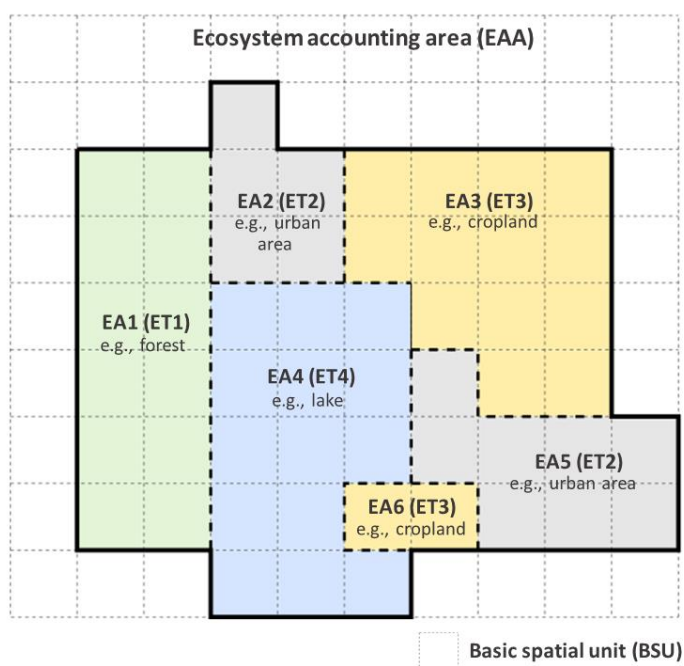 Ecosystem accounting area (EAA)
EA2 (ET2)
e.g., urban
area
EA3 (ET3)
e.g., cropland
EA1 (ET1)
e.g., forest
EA4 (ET4)
e.g., lake
EA5 (ET2)
e.g., urban area
EA6 (ET3)
e.g., cropland
Basic spatial unit (BSU)